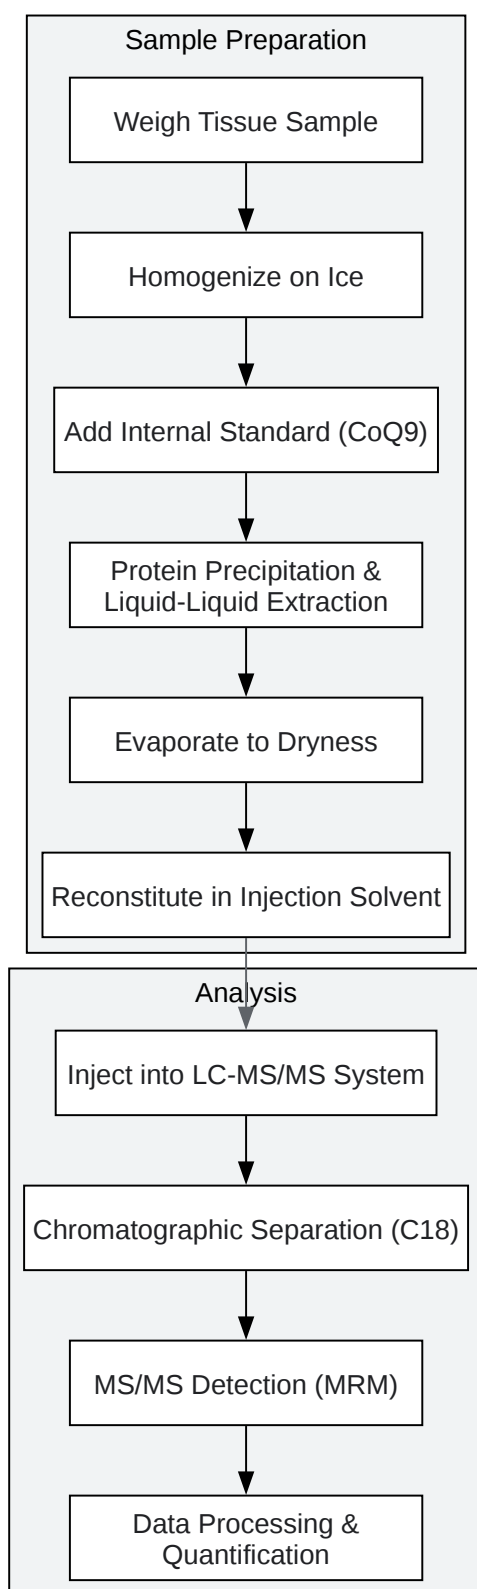 Sample Preparation
Weigh Tissue Sample
Homogenize on Ice
Add Internal Standard (CoQ9)
Protein Precipitation &
Liquid-Liquid Extraction
Evaporate to Dryness
Reconstitute in Injection Solvent
Analysis
Inject into LC-MS/MS System
Chromatographic Separation (C18)
MS/MS Detection (MRM)
Data Processing &
Quantification